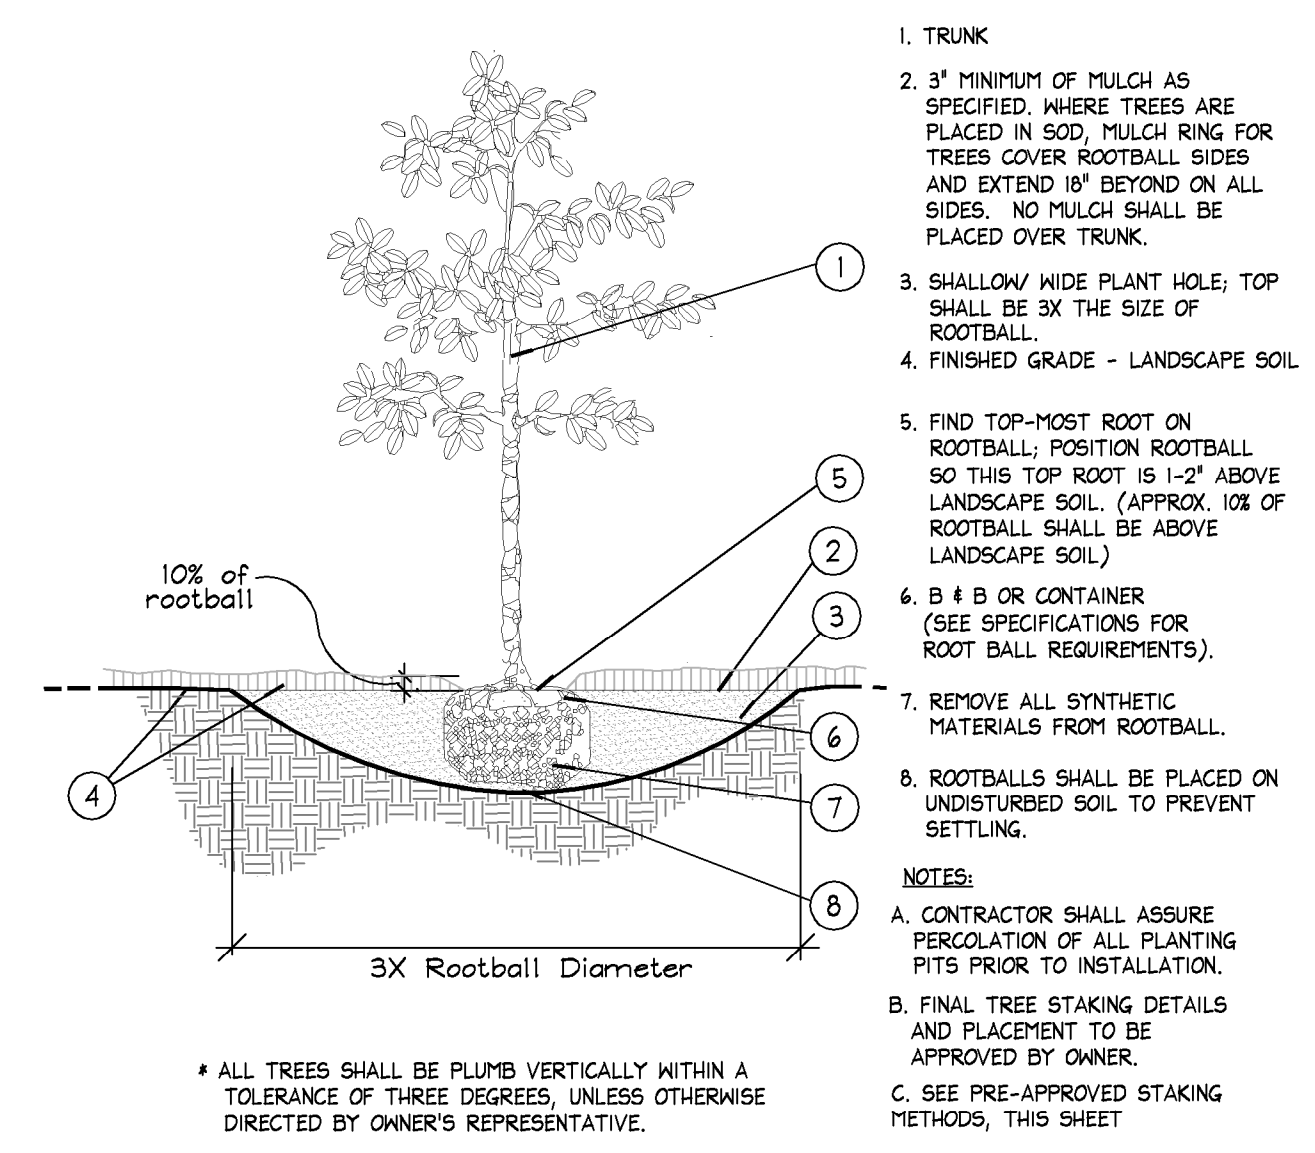 1. TRUNK
2. 3" MINIMUM OF MULCH AS
SPECIFIED. WHERE TREES ARE
PLACED IN SOD, MULCH RING FOR
TREES COVER ROOTBALL SIDES
AND EXTEND 18" BEYOND ON ALL
SIDES. NO MULCH SHALL BE
PLACED OVER TRUNK.
3. SHALLOW/ WIDE PLANT HOLE; TOP
SHALL BE 3X THE SIZE OF
ROOTBALL.
4. FINISHED GRADE - LANDSCAPE SOIL
5. FIND TOP-MOST ROOT ON
ROOTBALL; POSITION ROOTBALL
SO THIS TOP ROOT IS 1-2" ABOVE
LANDSCAPE SOIL. (APPROX. 10% OF
ROOTBALL SHALL BE ABOVE
LANDSCAPE SOIL)
6. B & B OR CONTAINER
(SEE SPECIFICATIONS FOR
ROOT BALL REQUIREMENTS).
7. REMOVE ALL SYNTHETIC
MATERIALS FROM ROOTBALL.
8. ROOTBALLS SHALL BE PLACED ON
UNDISTURBED SOIL TO PREVENT
SETTLING.
NOTES:
A. CONTRACTOR SHALL ASSURE
PERCOLATION OF ALL PLANTING
PITS PRIOR TO INSTALLATION.
B. FINAL TREE STAKING DETAILS
AND PLACEMENT TO BE
APPROVED BY OWNER.
C. SEE PRE-APPROVED STAKING
METHODS, THIS SHEET
1
5
2
3
6
7
8
4
10% of
rootball
3X Rootball Diameter
* ALL TREES SHALL BE PLUMB VERTICALLY WITHIN A
TOLERANCE OF THREE DEGREES, UNLESS OTHERWISE
DIRECTED BY OWNER'S REPRESENTATIVE.